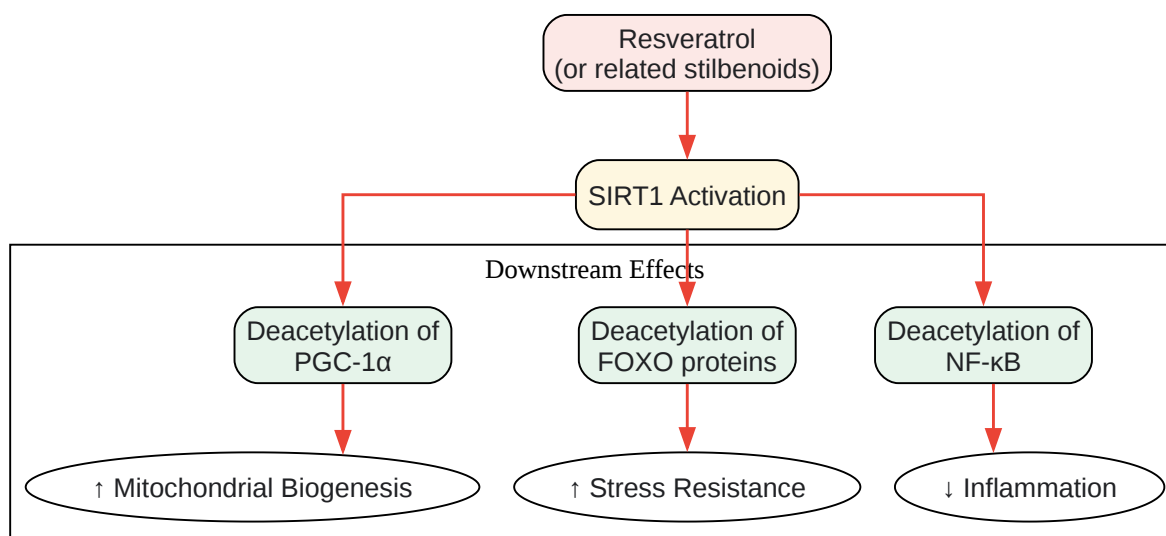 Resveratrol
(or related stilbenoids)
SIRT1 Activation
Downstream Effects
Deacetylation of
PGC-1α
Deacetylation of
FOXO proteins
Deacetylation of
NF-κB
↑ Mitochondrial Biogenesis
↑ Stress Resistance
↓ Inflammation